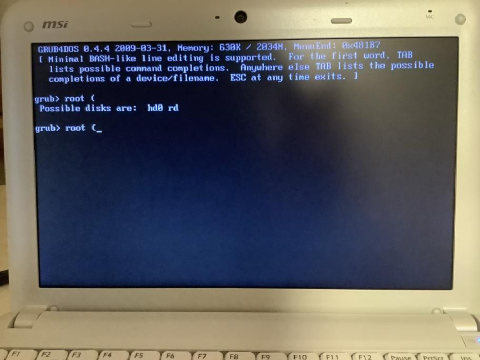 msi
MIC
GRUB4DOS 0.4.4 2009-03-31, Memory: 630K / 2034M, MenuEnd: 0x48187
[ Minimal BASH-like line editing is supported.  For the first word, TAB
lists possible command completions.  Anywhere else TAB lists the possible
completions of a device/filename.  ESC at any time exits. ]
grub> root (
Possible disks are:  hd0 rd
grub> root (_
F1 F2 F3 F4 F5 F6 F7 F8 F9 F10 F11 F12 Pause PrtScr Ins